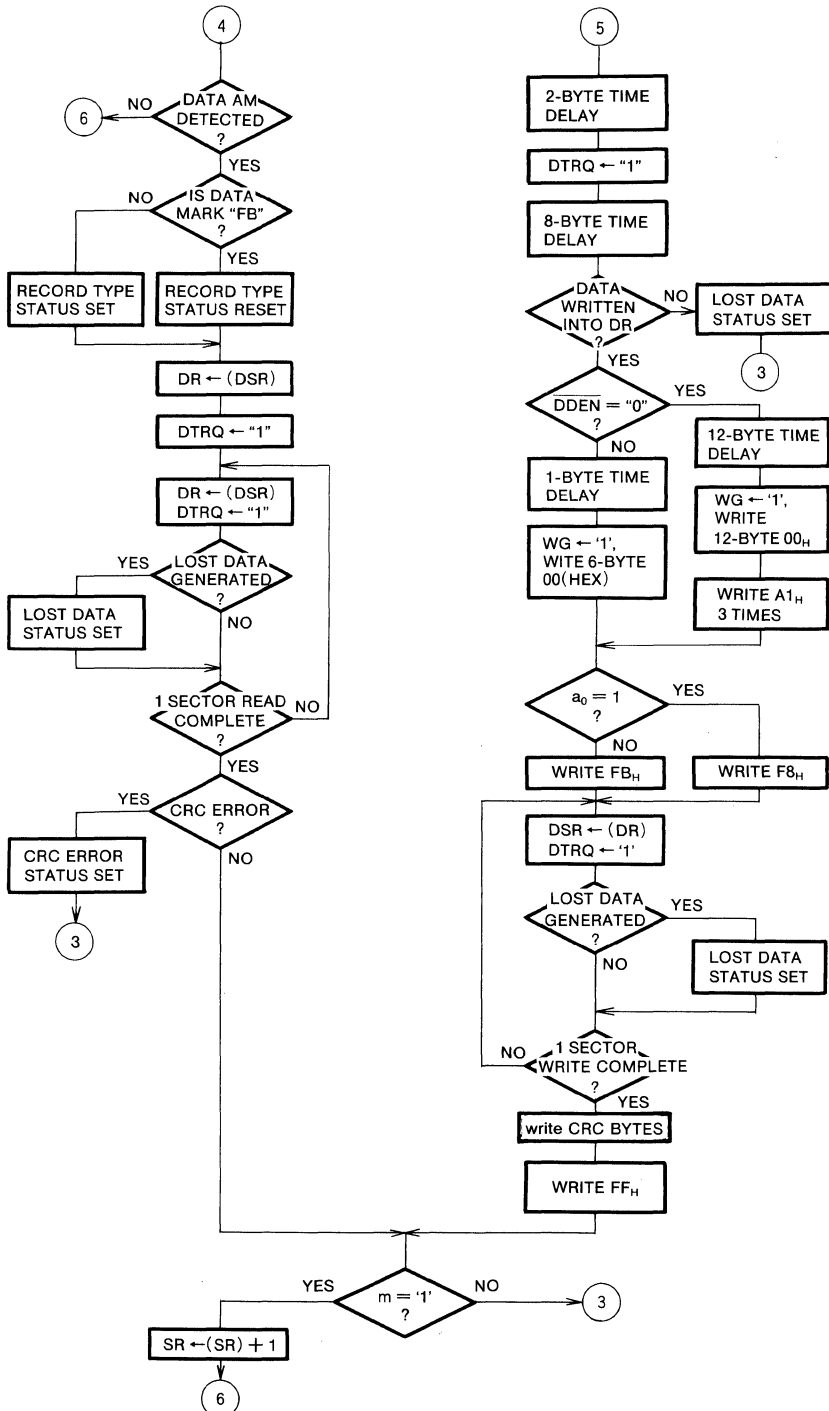 4
NO
DATA AM
DETECTED
?
6
YES
NO
IS DATA
MARK “FB”
?
YES
RECORD TYPE
STATUS SET
RECORD TYPE
STATUS RESET
DR ← (DSR)
DTRQ ← “1”
DR ← (DSR)
DTRQ ← “1”
YES
LOST DATA
GENERATED
?
NO
LOST DATA
STATUS SET
1 SECTOR READ
COMPLETE
?
NO
YES
YES
CRC ERROR
?
NO
CRC ERROR
STATUS SET
3
5
2-BYTE TIME
DELAY
DTRQ ← “1”
8-BYTE TIME
DELAY
DATA
WRITTEN
INTO DR
?
NO
LOST DATA
STATUS SET
3
YES
D̅D̅E̅N̅ = “0”
?
YES
NO
12-BYTE TIME
DELAY
1-BYTE TIME
DELAY
WG ← ‘1’,
WRITE
12-BYTE 00H
WG ← ‘1’,
WITE 6-BYTE
00(HEX)
WRITE A1H
3 TIMES
a₀ = 1
?
YES
NO
WRITE FBH
WRITE F8H
DSR ← (DR)
DTRQ ← ‘1’
LOST DATA
GENERATED
?
YES
NO
LOST DATA
STATUS SET
1 SECTOR
WRITE COMPLETE
?
NO
YES
write CRC BYTES
WRITE FFH
YES
m = ‘1’
?
NO
3
SR ← (SR) + 1
6